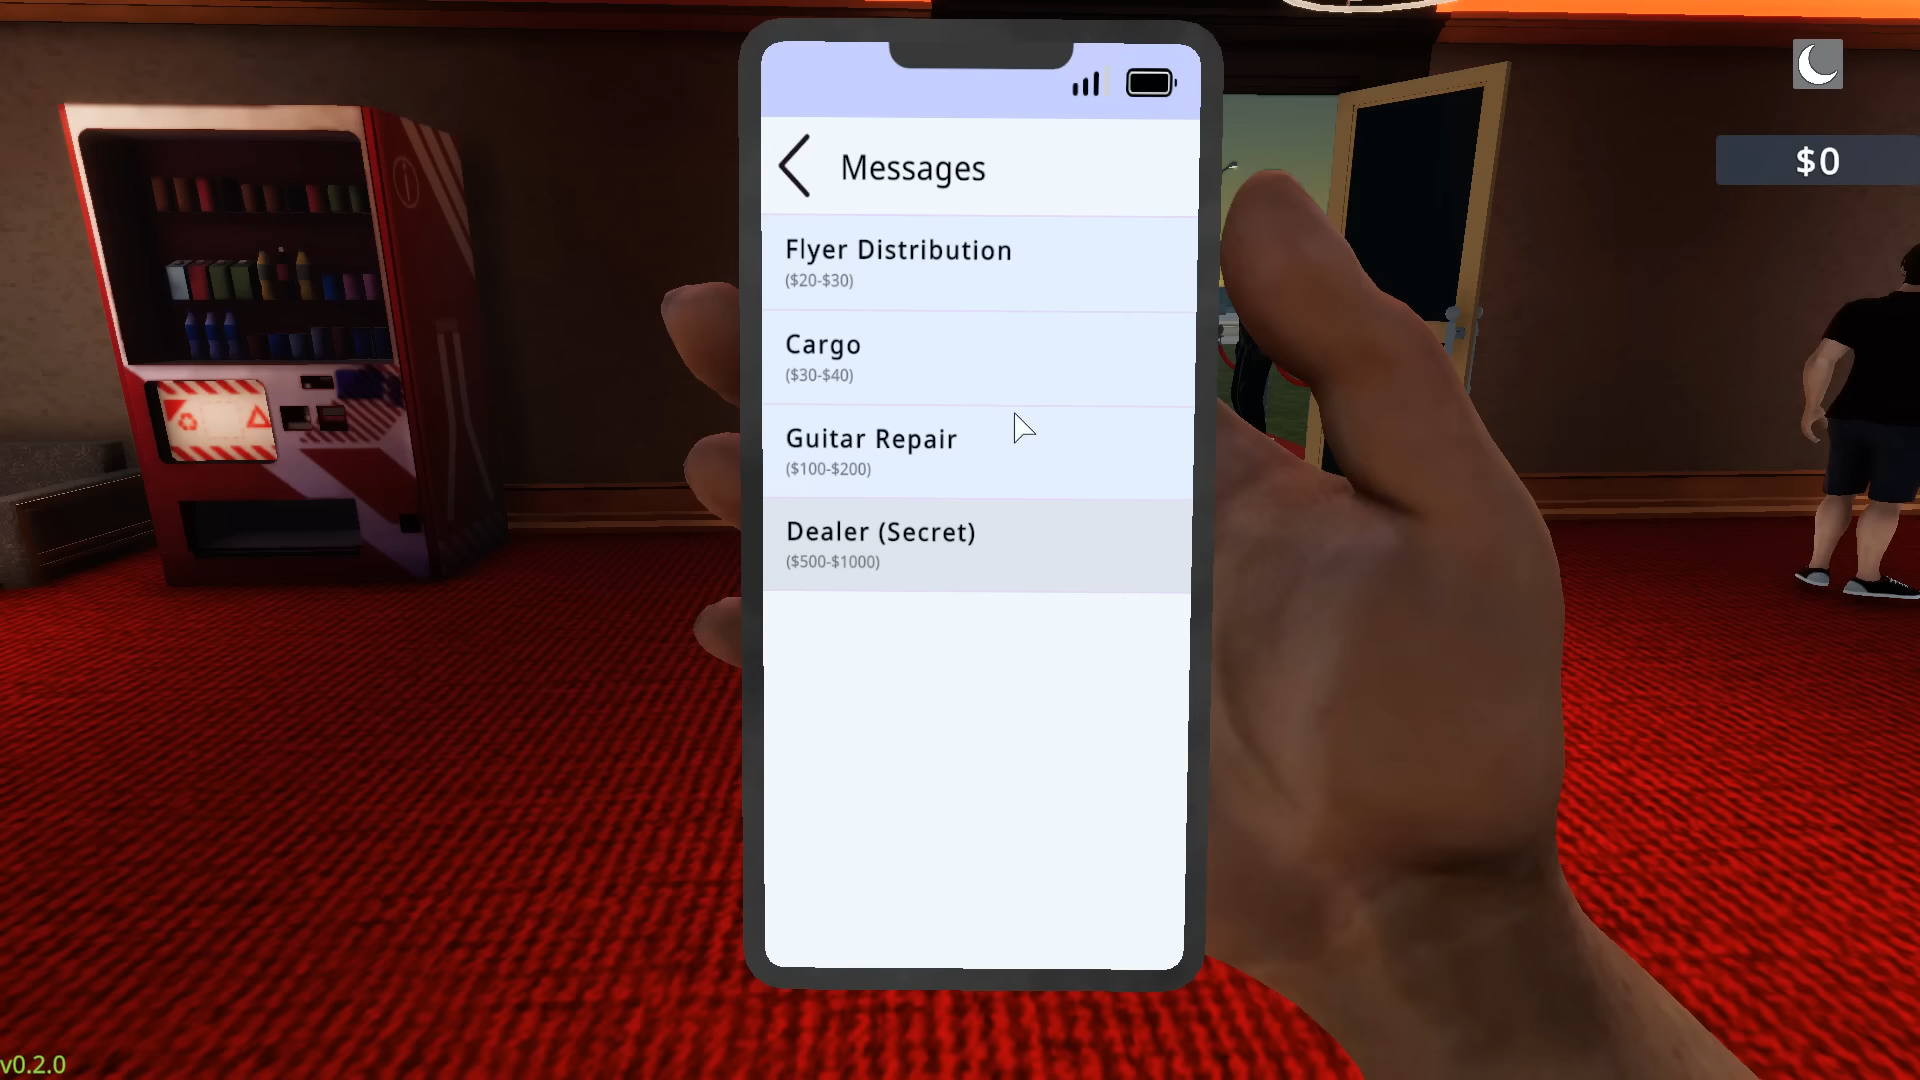 Messages
$0
Flyer Distribution
($20-$30)
Cargo
($30-$40)
Guitar Repair
($100-$200)
Dealer (Secret)
($500-$1000)
v0.2.0